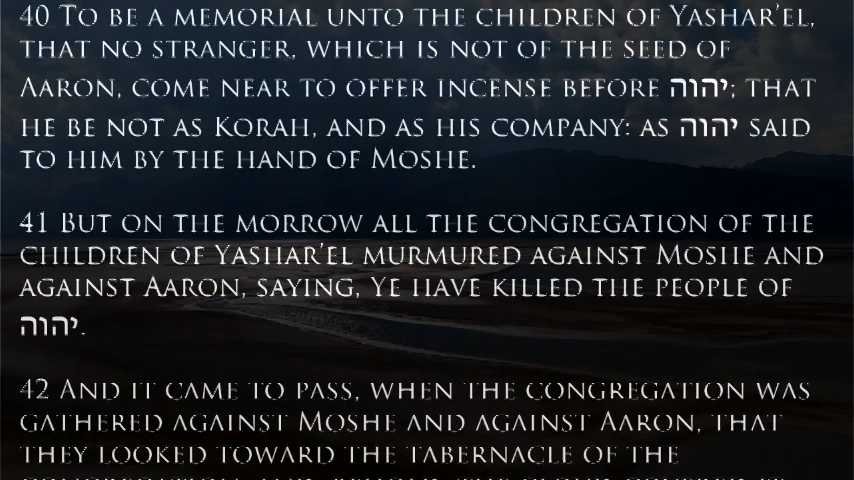 40 To be a memorial unto the children of Yashar'el,
that no stranger, which is not of the seed of
Aaron, come near to offer incense before יהוה; that
he be not as Korah, and as his company: as יהוה said
to him by the hand of Moshe.
41 But on the morrow all the congregation of the
children of Yashar'el murmured against Moshe and
against Aaron, saying, Ye have killed the people of
יהוה.
42 And it came to pass, when the congregation was
gathered against Moshe and against Aaron, that
they looked toward the tabernacle of the